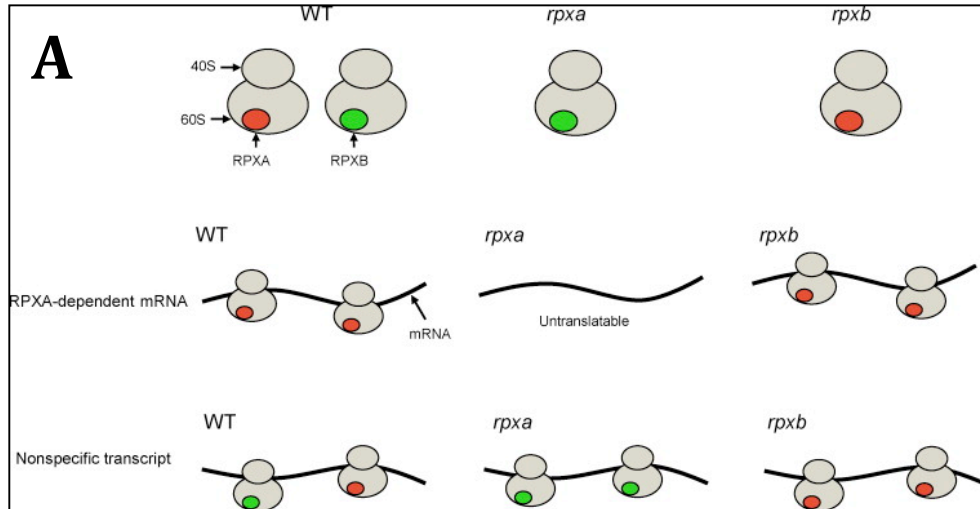 A
WT
rpxa
rpxb
40S
60S
RPXA
RPXB
WT
rpxa
rpxb
RPXA-dependent mRNA
mRNA
Untranslatable
WT
rpxa
rpxb
Nonspecific transcript